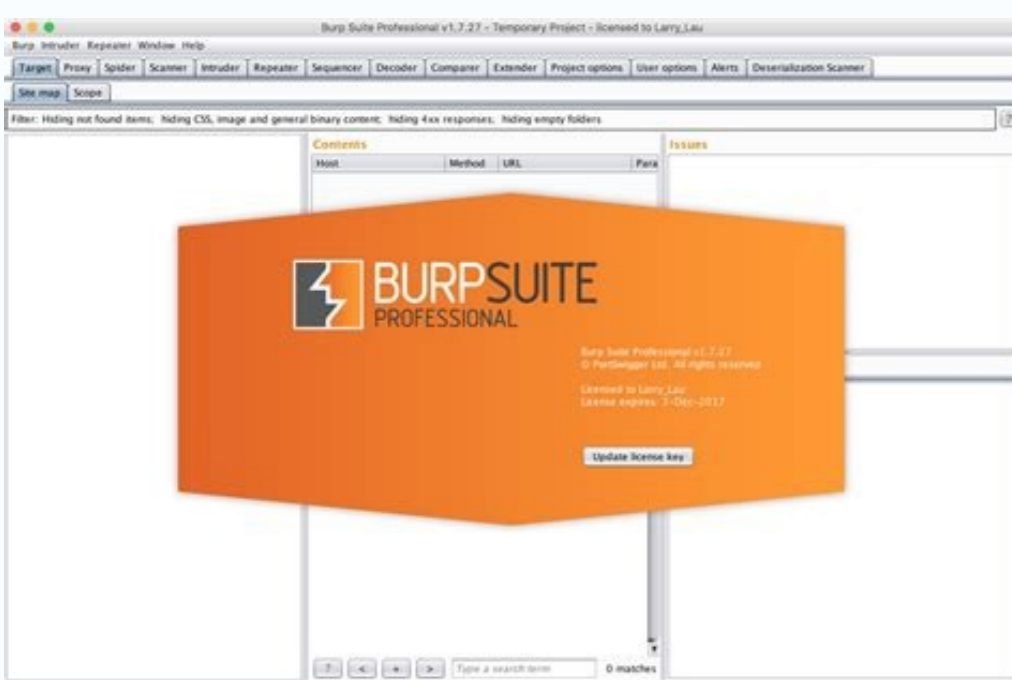 Burp Suite Professional v1.7.27 - Temporary Project - licensed to Larry_Lau
Burp Intruder Repeater Window Help
Target Proxy Spider Scanner Intruder Repeater Sequencer Decoder Comparer Extender Project options User options Alerts Deserialization Scanner
Site map Scope
Filter: Hiding not found items; hiding CSS, image and general binary content; hiding 4xx responses; hiding empty folders
?
Contents
Issues
Host Method URL Para
BURPSUITE
PROFESSIONAL
Burp Suite Professional v1.7.27
© PortSwigger Ltd. All rights reserved
Licensed to Larry_Lau
License expires: 3-Dec-2017
Update license key
? < + > Type a search term 0 matches